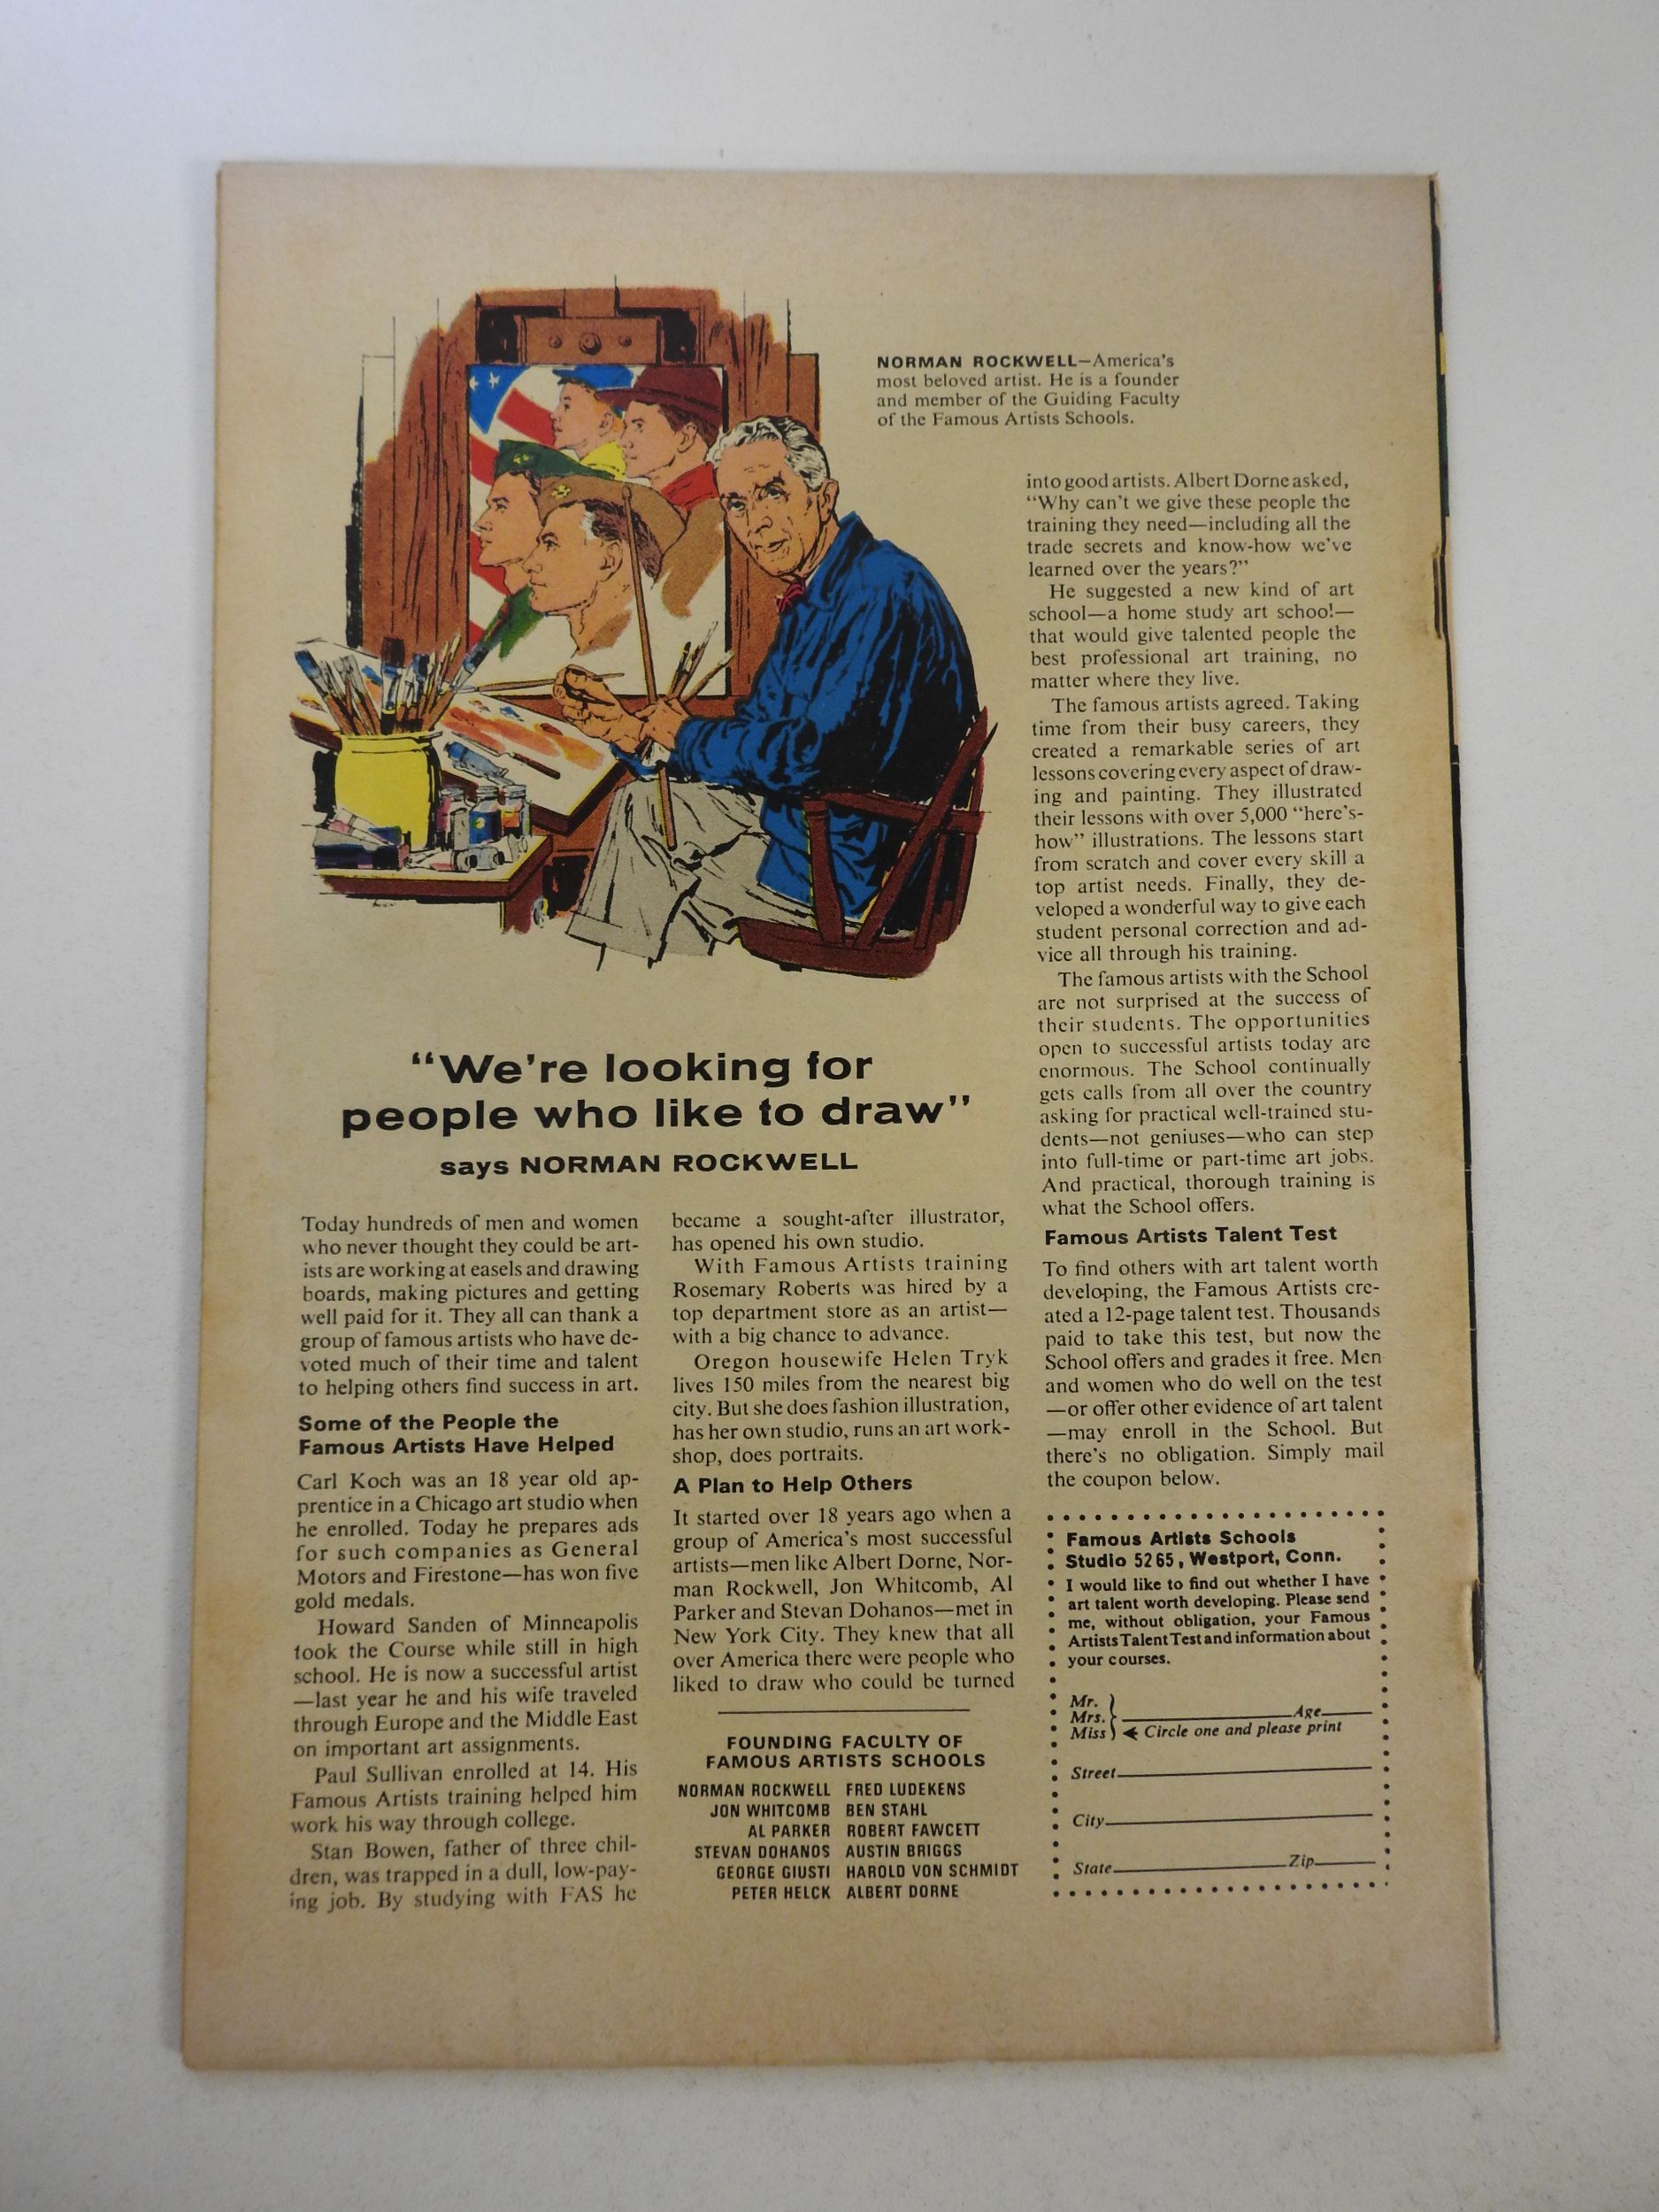 NORMAN ROCKWELL—America's
most beloved artist. He is a founder
and member of the Guiding Faculty
of the Famous Artists Schools.
"We're looking for
people who like to draw"
says NORMAN ROCKWELL
Today hundreds of men and women
who never thought they could be art-
ists are working at easels and drawing
boards, making pictures and getting
well paid for it. They all can thank a
group of famous artists who have de-
voted much of their time and talent
to helping others find success in art.
Some of the People the
Famous Artists Have Helped
Carl Koch was an 18 year old ap-
prentice in a Chicago art studio when
he enrolled. Today he prepares ads
for such companies as General
Motors and Firestone—has won five
gold medals.
Howard Sanden of Minneapolis
took the Course while still in high
school. He is now a successful artist
—last year he and his wife traveled
through Europe and the Middle East
on important art assignments.
Paul Sullivan enrolled at 14. His
Famous Artists training helped him
work his way through college.
Stan Bowen, father of three chil-
dren, was trapped in a dull, low-pay-
ing job. By studying with FAS he
became a sought-after illustrator,
has opened his own studio.
With Famous Artists training
Rosemary Roberts was hired by a
top department store as an artist—
with a big chance to advance.
Oregon housewife Helen Tryk
lives 150 miles from the nearest big
city. But she does fashion illustration,
has her own studio, runs an art work-
shop, does portraits.
A Plan to Help Others
It started over 18 years ago when a
group of America's most successful
artists—men like Albert Dorne, Nor-
man Rockwell, Jon Whitcomb, Al
Parker and Stevan Dohanos—met in
New York City. They knew that all
over America there were people who
liked to draw who could be turned
FOUNDING FACULTY OF
FAMOUS ARTISTS SCHOOLS
NORMAN ROCKWELL FRED LUDEKENS
JON WHITCOMB BEN STAHL
AL PARKER ROBERT FAWCETT
STEVAN DOHANOS AUSTIN BRIGGS
GEORGE GIUSTI HAROLD VON SCHMIDT
PETER HELCK ALBERT DORNE
into good artists. Albert Dorne asked,
"Why can't we give these people the
training they need—including all the
trade secrets and know-how we've
learned over the years?"
He suggested a new kind of art
school—a home study art school—
that would give talented people the
best professional art training, no
matter where they live.
The famous artists agreed. Taking
time from their busy careers, they
created a remarkable series of art
lessons covering every aspect of draw-
ing and painting. They illustrated
their lessons with over 5,000 "here's-
how" illustrations. The lessons start
from scratch and cover every skill a
top artist needs. Finally, they de-
veloped a wonderful way to give each
student personal correction and ad-
vice all through his training.
The famous artists with the School
are not surprised at the success of
their students. The opportunities
open to successful artists today are
enormous. The School continually
gets calls from all over the country
asking for practical well-trained stu-
dents—not geniuses—who can step
into full-time or part-time art jobs.
And practical, thorough training is
what the School offers.
Famous Artists Talent Test
To find others with art talent worth
developing, the Famous Artists cre-
ated a 12-page talent test. Thousands
paid to take this test, but now the
School offers and grades it free. Men
and women who do well on the test
—or offer other evidence of art talent
—may enroll in the School. But
there's no obligation. Simply mail
the coupon below.
Famous Artists Schools
Studio 5265, Westport, Conn.
I would like to find out whether I have
art talent worth developing. Please send
me, without obligation, your Famous
Artists Talent Test and information about
your courses.
Mr.
Mrs. Age
Miss Circle one and please print
Street
City
State Zip